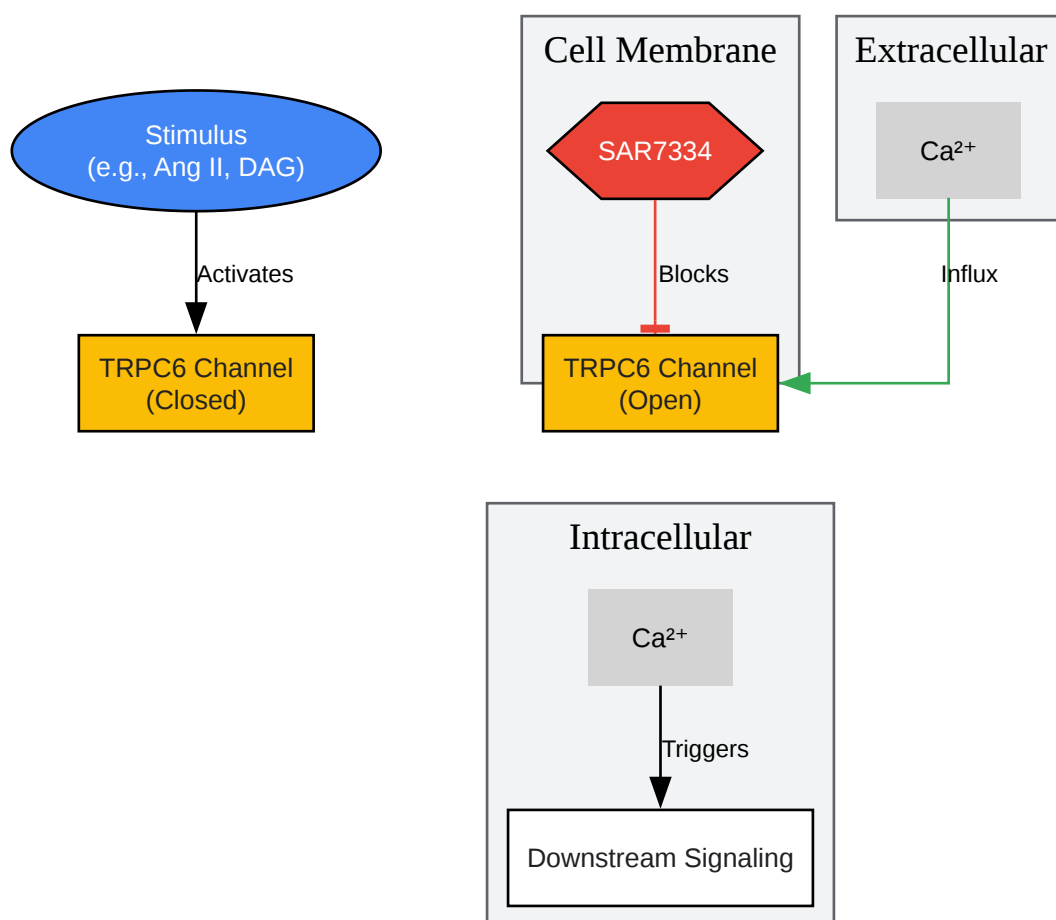 Stimulus
(e.g., Ang II, DAG)
Activates
TRPC6 Channel
(Closed)
Cell Membrane
SAR7334
Blocks
TRPC6 Channel
(Open)
Extracellular
Ca²⁺
Influx
Intracellular
Ca²⁺
Triggers
Downstream Signaling